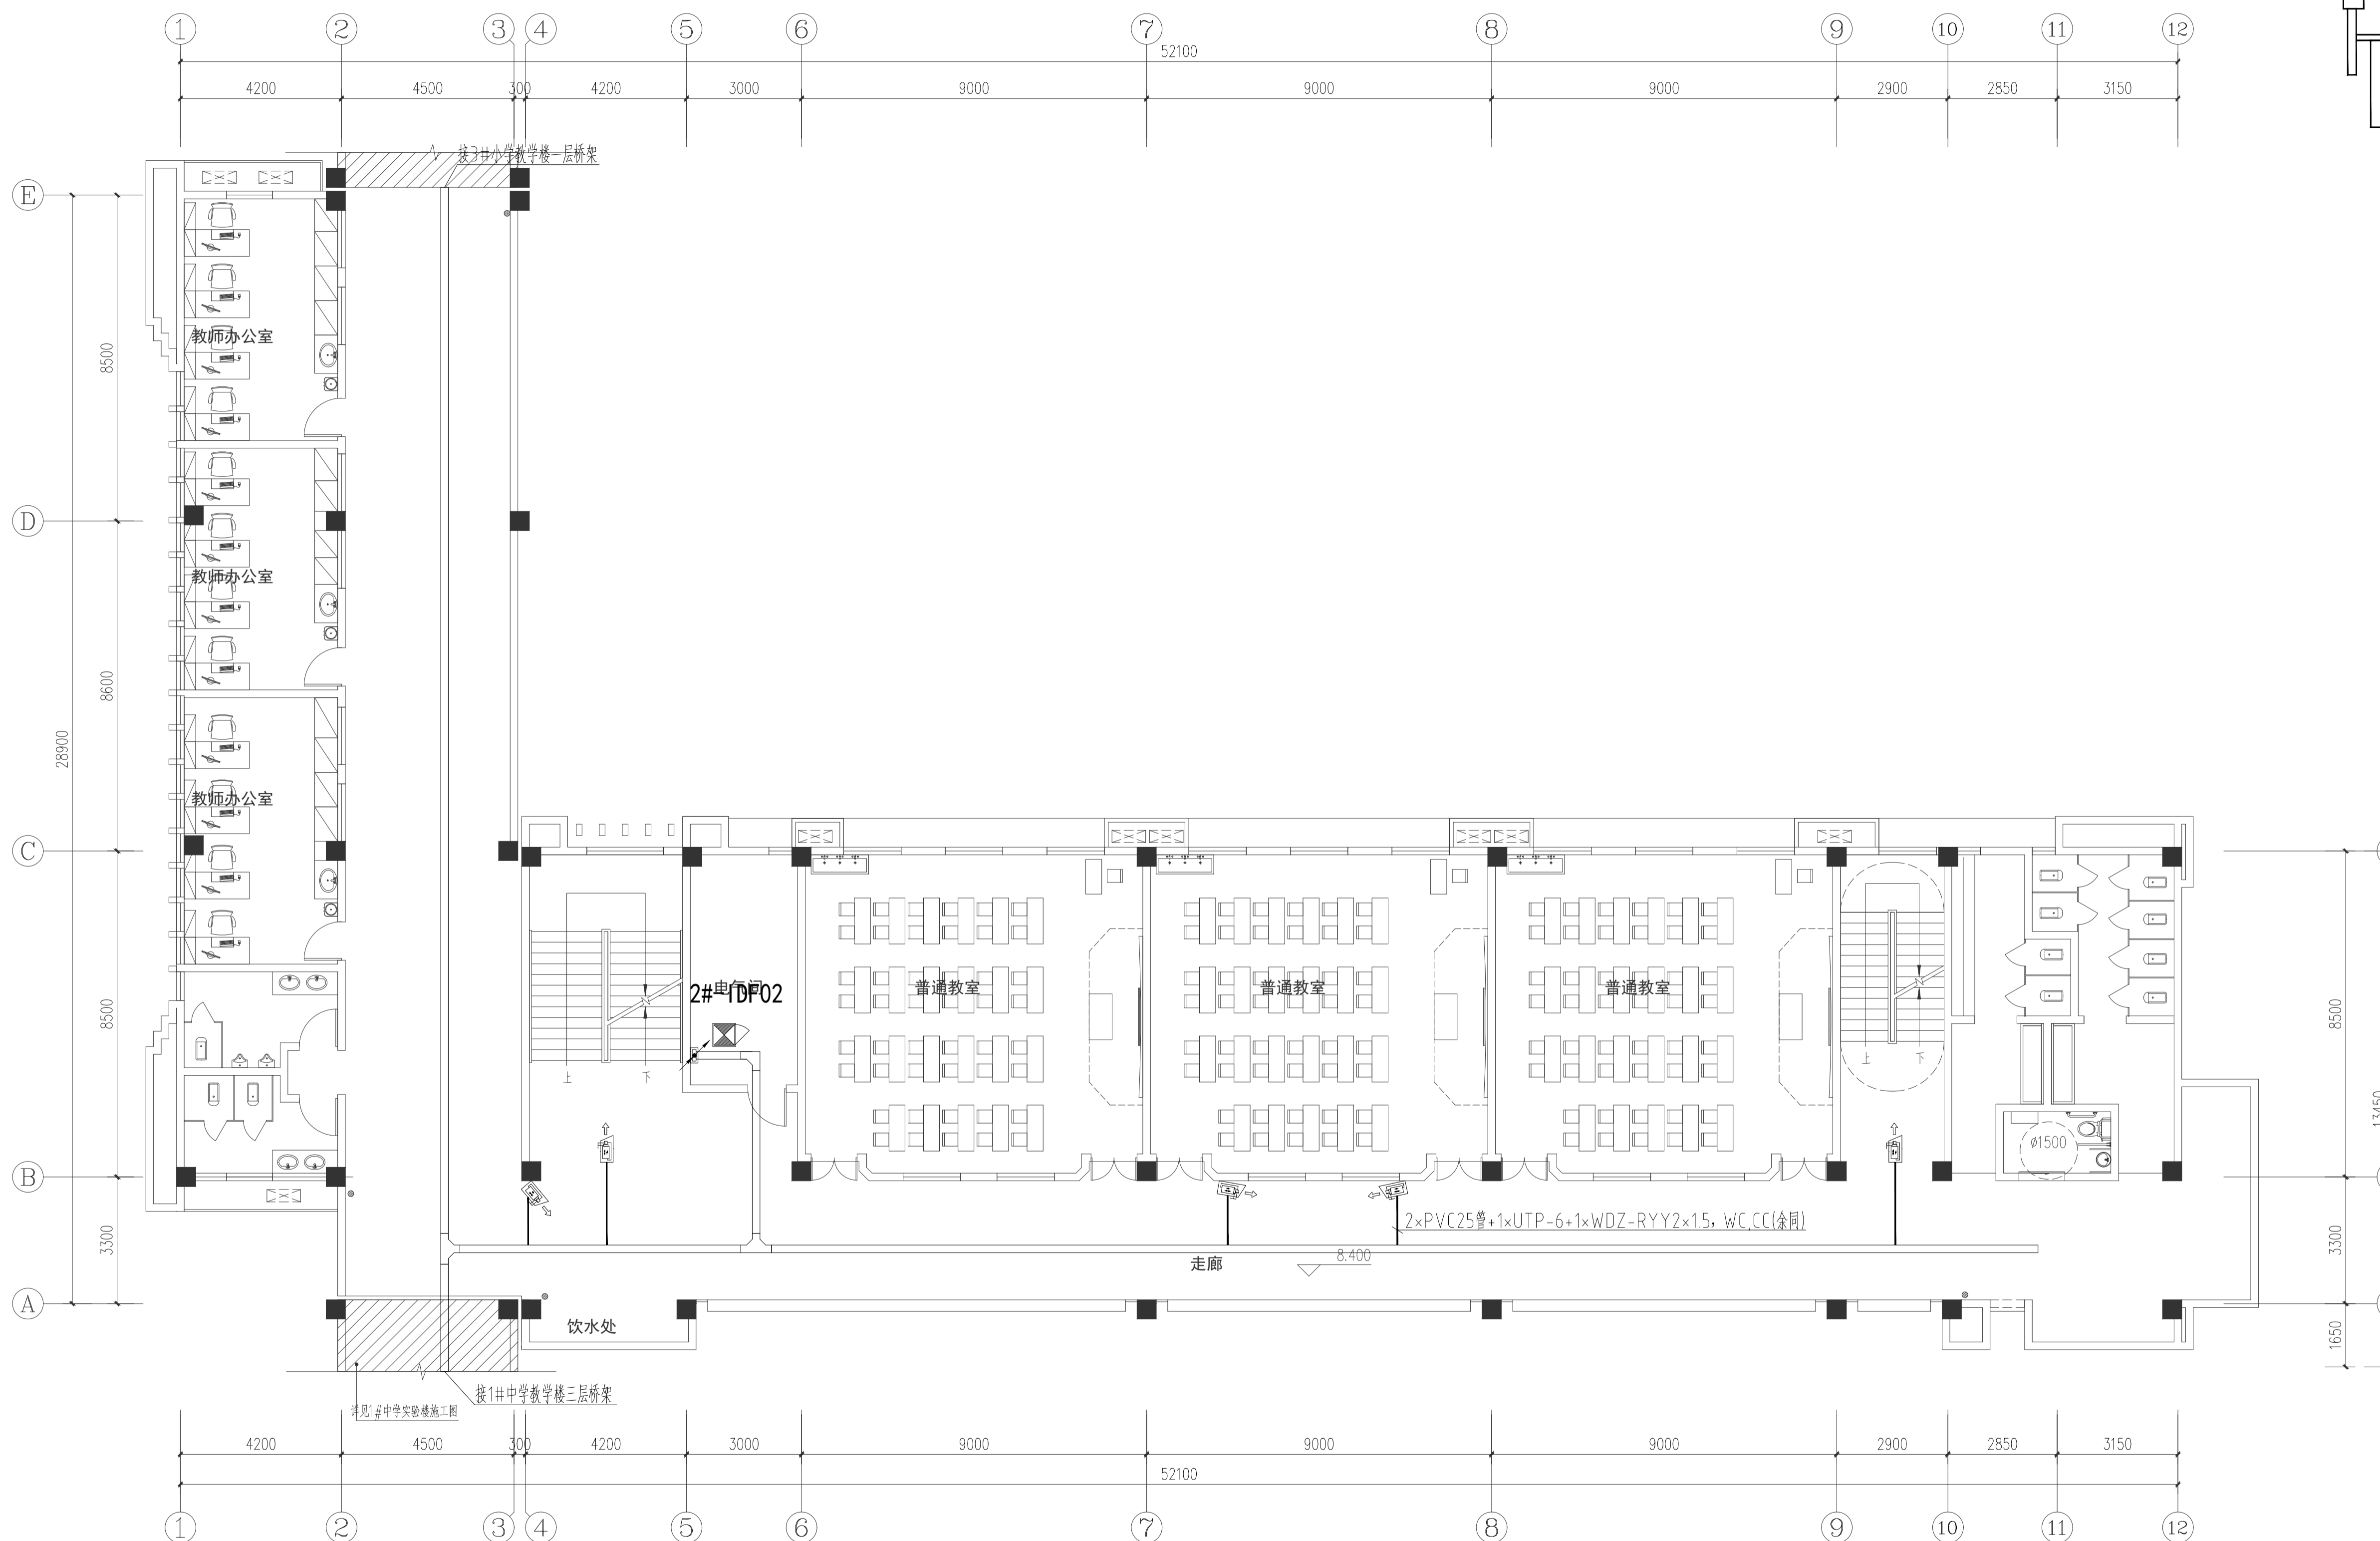 1 2 3 4 5 6 7 8 9 10 11 12
52100
4200 4500 300 4200 3000 9000 9000 9000 2900 2850 3150
接3#小学教学楼一层桥架
E
D
C
B
A
28900
8500
8600
8500
3300
教师办公室
教师办公室
教师办公室
2#-IDF02
电气间
普通教室 普通教室 普通教室
上 下
上 下
ø1500
2×PVC25管+1×UTP-6+1×WDZ-RYY2×1.5，WC,CC(余同)
走廊
8.400
饮水处
接1#中学教学楼三层桥架
详见1#中学实验楼施工图
8500
3300
1650
13450
4200 4500 300 4200 3000 9000 9000 9000 2900 2850 3150
52100
1 2 3 4 5 6 7 8 9 10 11 12